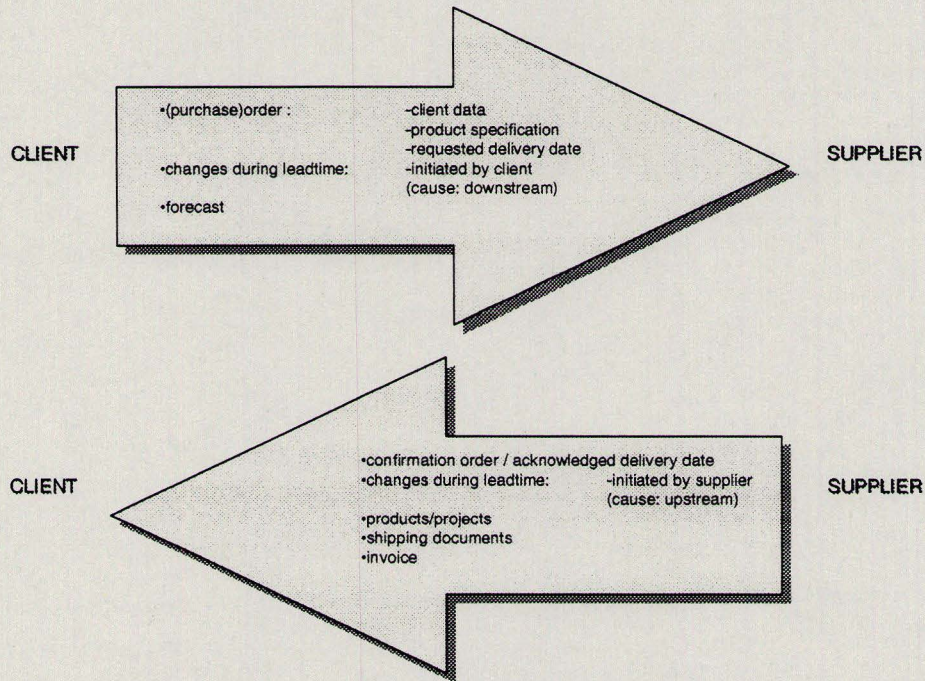 •(purchase)order : -client data
-product specification
CLIENT -requested delivery date SUPPLIER
•changes during leadtime: -initiated by client
(cause: downstream)
•forecast
•confirmation order / acknowledged delivery date
CLIENT •changes during leadtime: -initiated by supplier SUPPLIER
(cause: upstream)
•products/projects
•shipping documents
•invoice